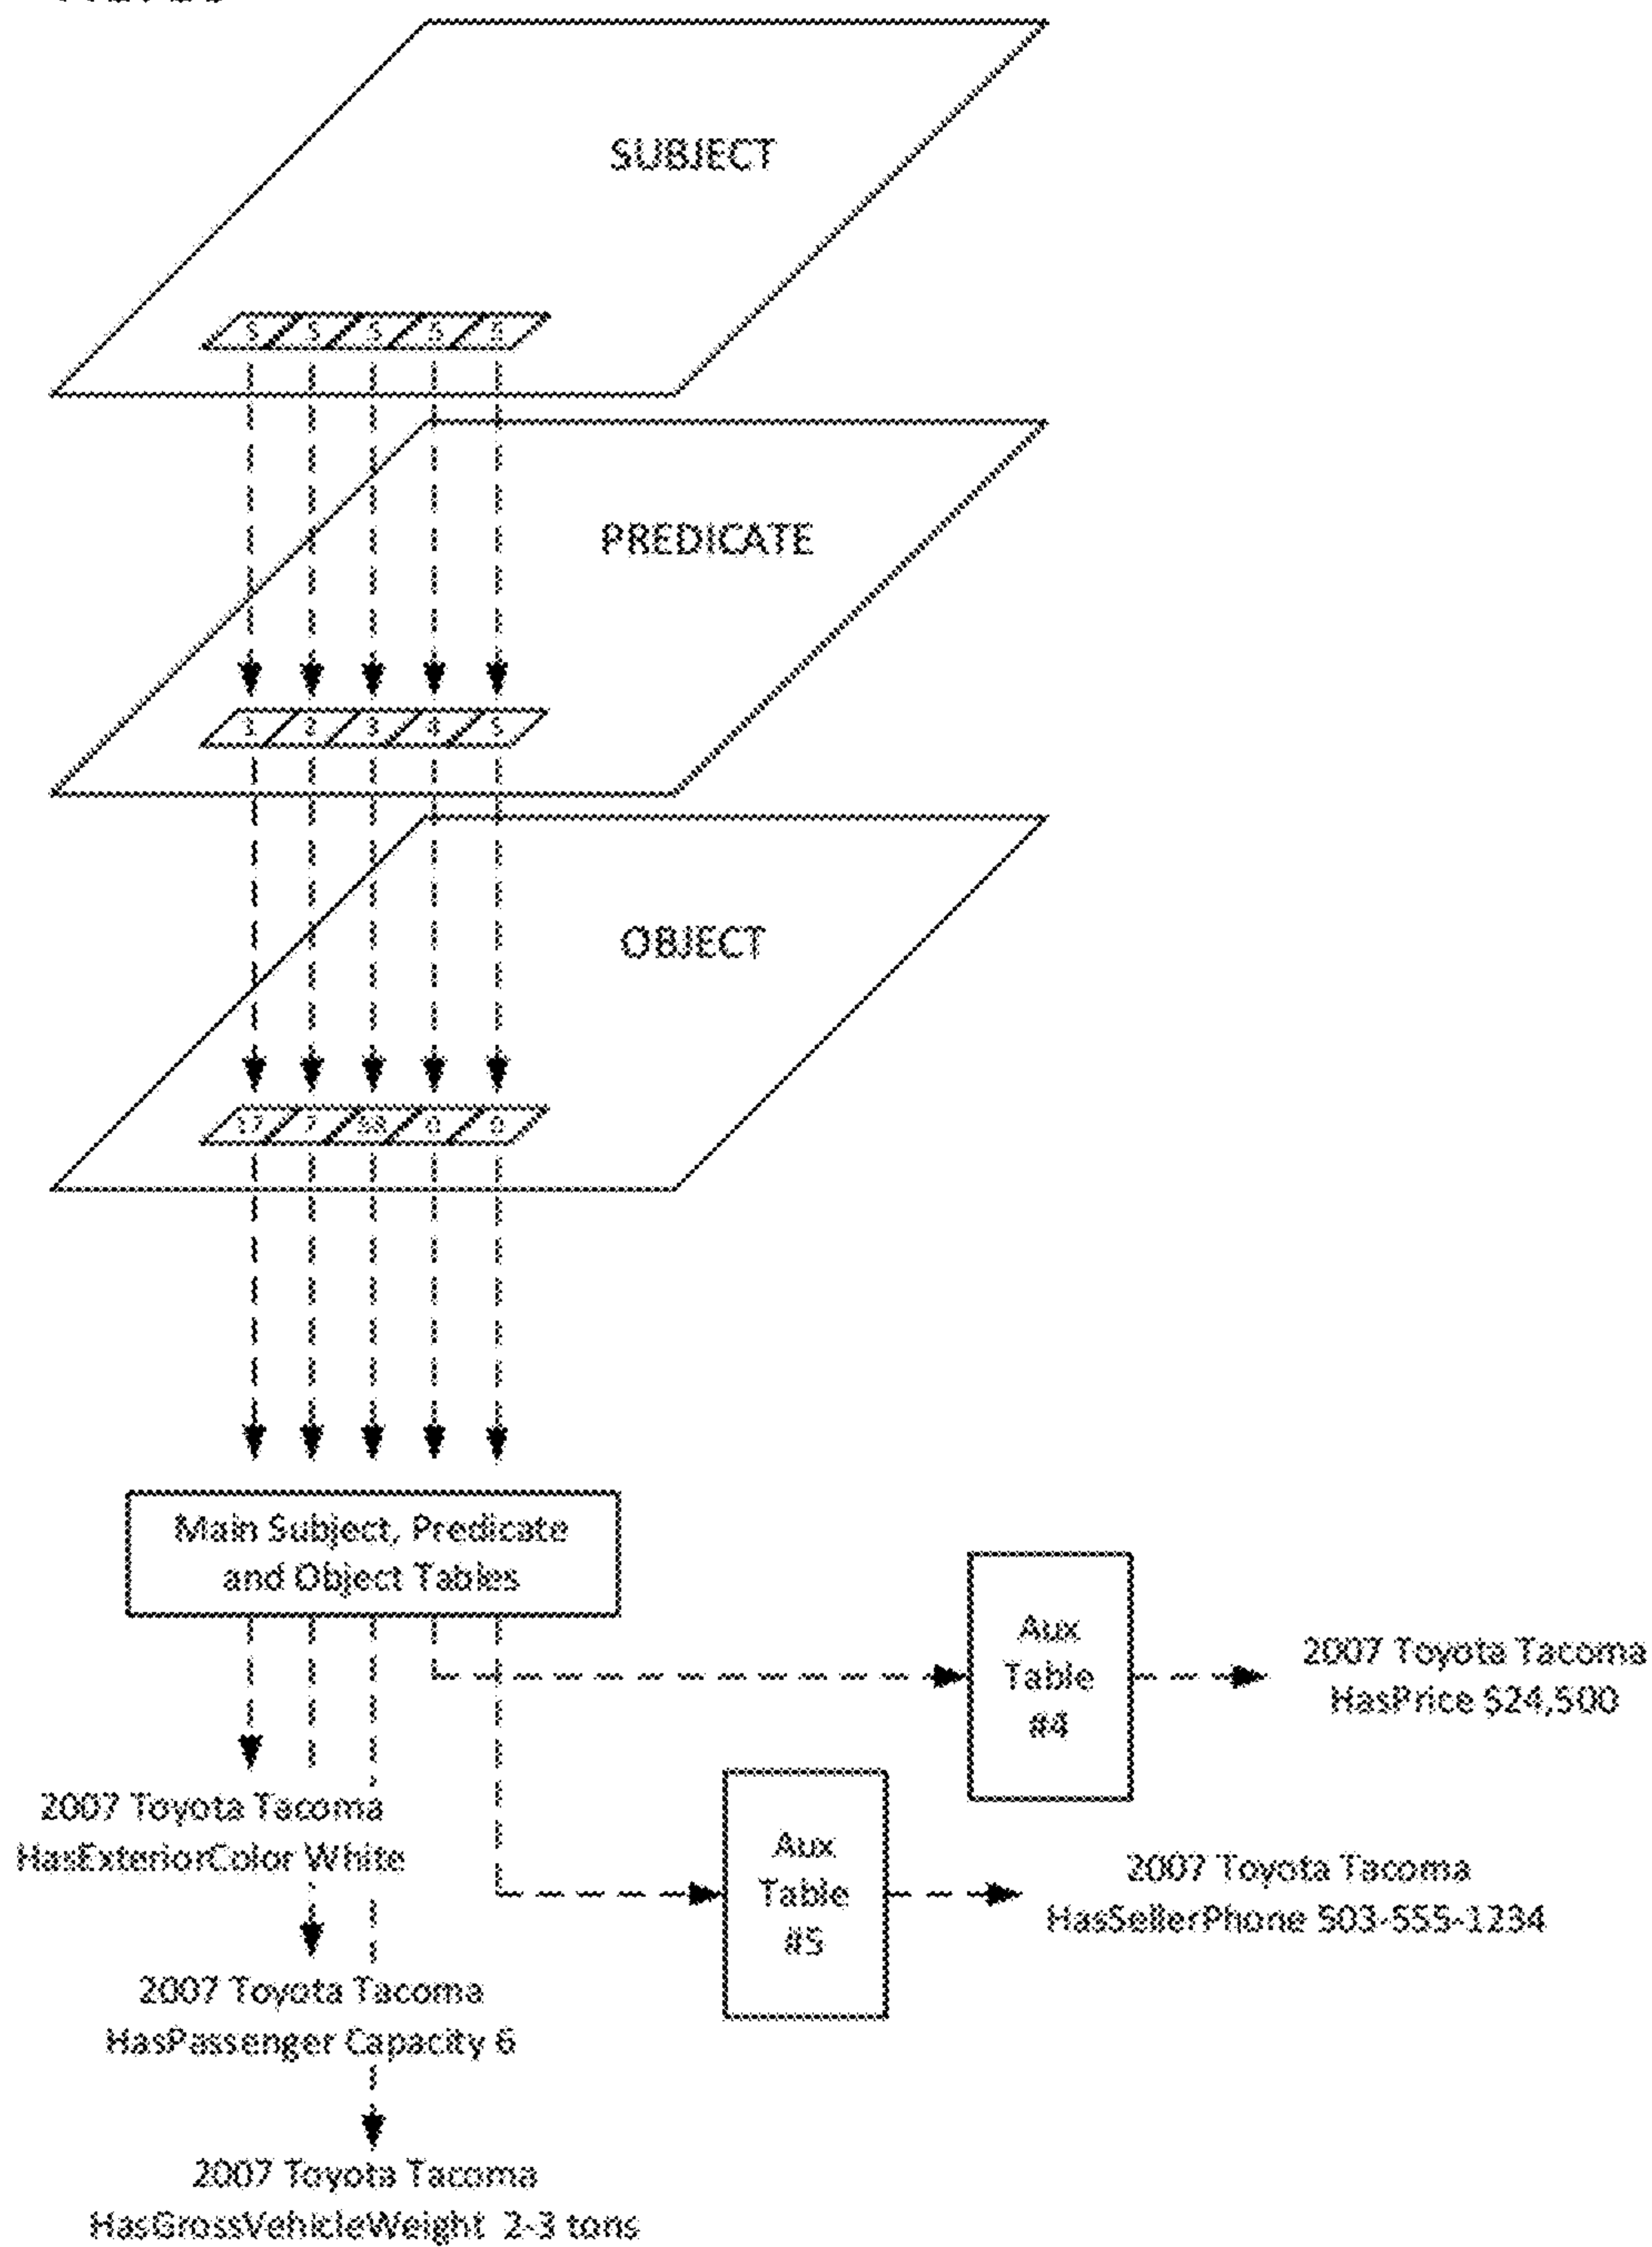 SUBJECT
5 5 5 5 5
PREDICATE
1 2 3 4 5
OBJECT
17 7 58 0 0
Main Subject, Predicate
and Object Tables
Aux
Table
#4
2007 Toyota Tacoma
HasPrice $24,500
2007 Toyota Tacoma
HasExteriorColor White
Aux
Table
#5
2007 Toyota Tacoma
HasSellerPhone 503-555-1234
2007 Toyota Tacoma
HasPassenger Capacity 6
2007 Toyota Tacoma
HasGrossVehicleWeight 2-3 tons